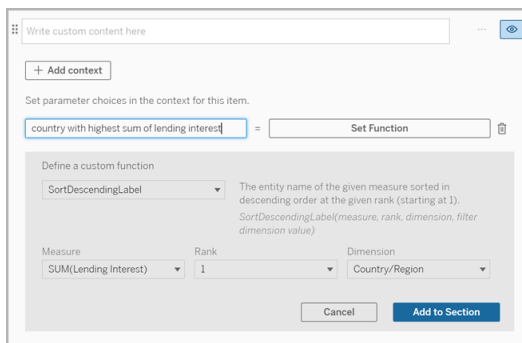 Write custom content here
+ Add context
Set parameter choices in the context for this item.
country with highest sum of lending interest = Set Function
Define a custom function
SortDescendingLabel
The entity name of the given measure sorted in
descending order at the given rank (starting at 1).
SortDescendingLabel(measure, rank, dimension, filter
dimension value)
Measure Rank Dimension
SUM(Lending Interest) 1 Country/Region
Cancel Add to Section